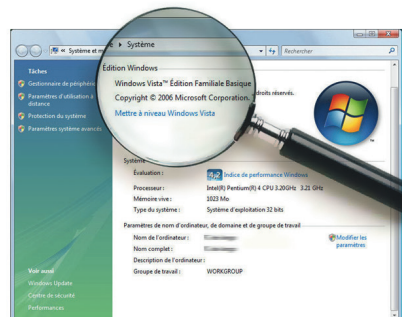 « Système et m
e ▸ Système
Rechercher
Tâches
Gestionnaire de périphérique
Paramètres d'utilisation à
distance
Protection du système
Paramètres système avancés
Édition Windows
Windows Vista™ Édition Familiale Basique
Copyright © 2006 Microsoft Corporation.
droits réservés.
Mettre à niveau Windows Vista
Système
Évaluation :
4,2 Indice de performance Windows
Processeur : Intel(R) Pentium(R) 4 CPU 3.20GHz 3.21 GHz
Mémoire vive : 1023 Mo
Type du système : Système d'exploitation 32 bits
Paramètres de nom d'ordinateur, de domaine et de groupe de travail
Nom de l'ordinateur :
Modifier les
paramètres
Nom complet :
Description de l'ordinateur :
Groupe de travail : WORKGROUP
Voir aussi
Windows Update
Centre de sécurité
Performances